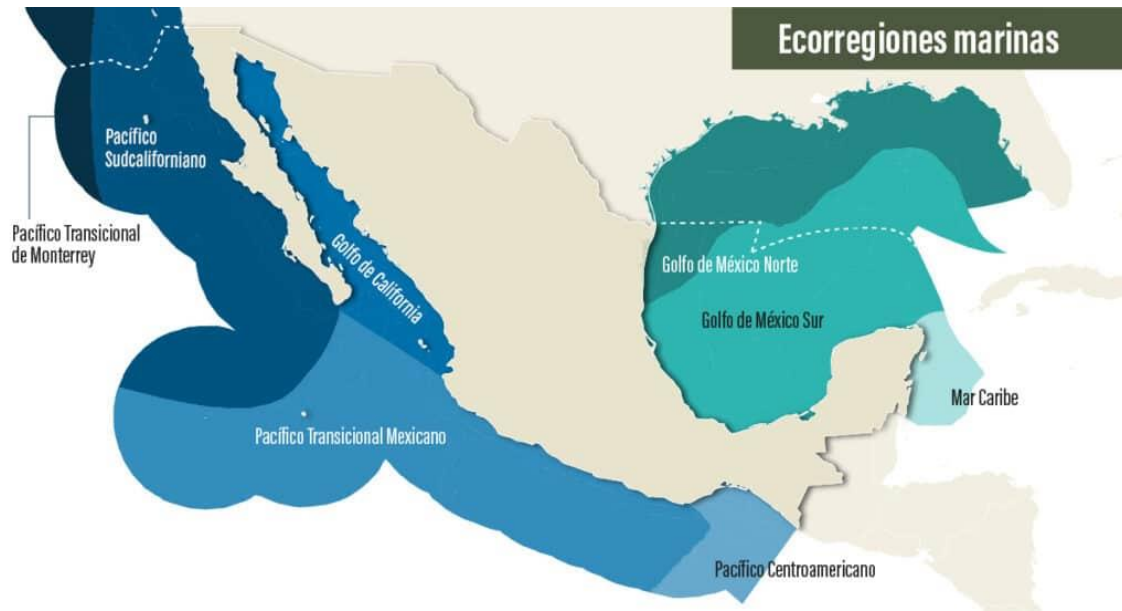 Ecorregiones marinas
Pacífico
Sudcaliforniano
Pacífico Transicional
de Monterrey
Golfo de California
Golfo de México Norte
Golfo de México Sur
Mar Caribe
Pacífico Transicional Mexicano
Pacífico Centroamericano